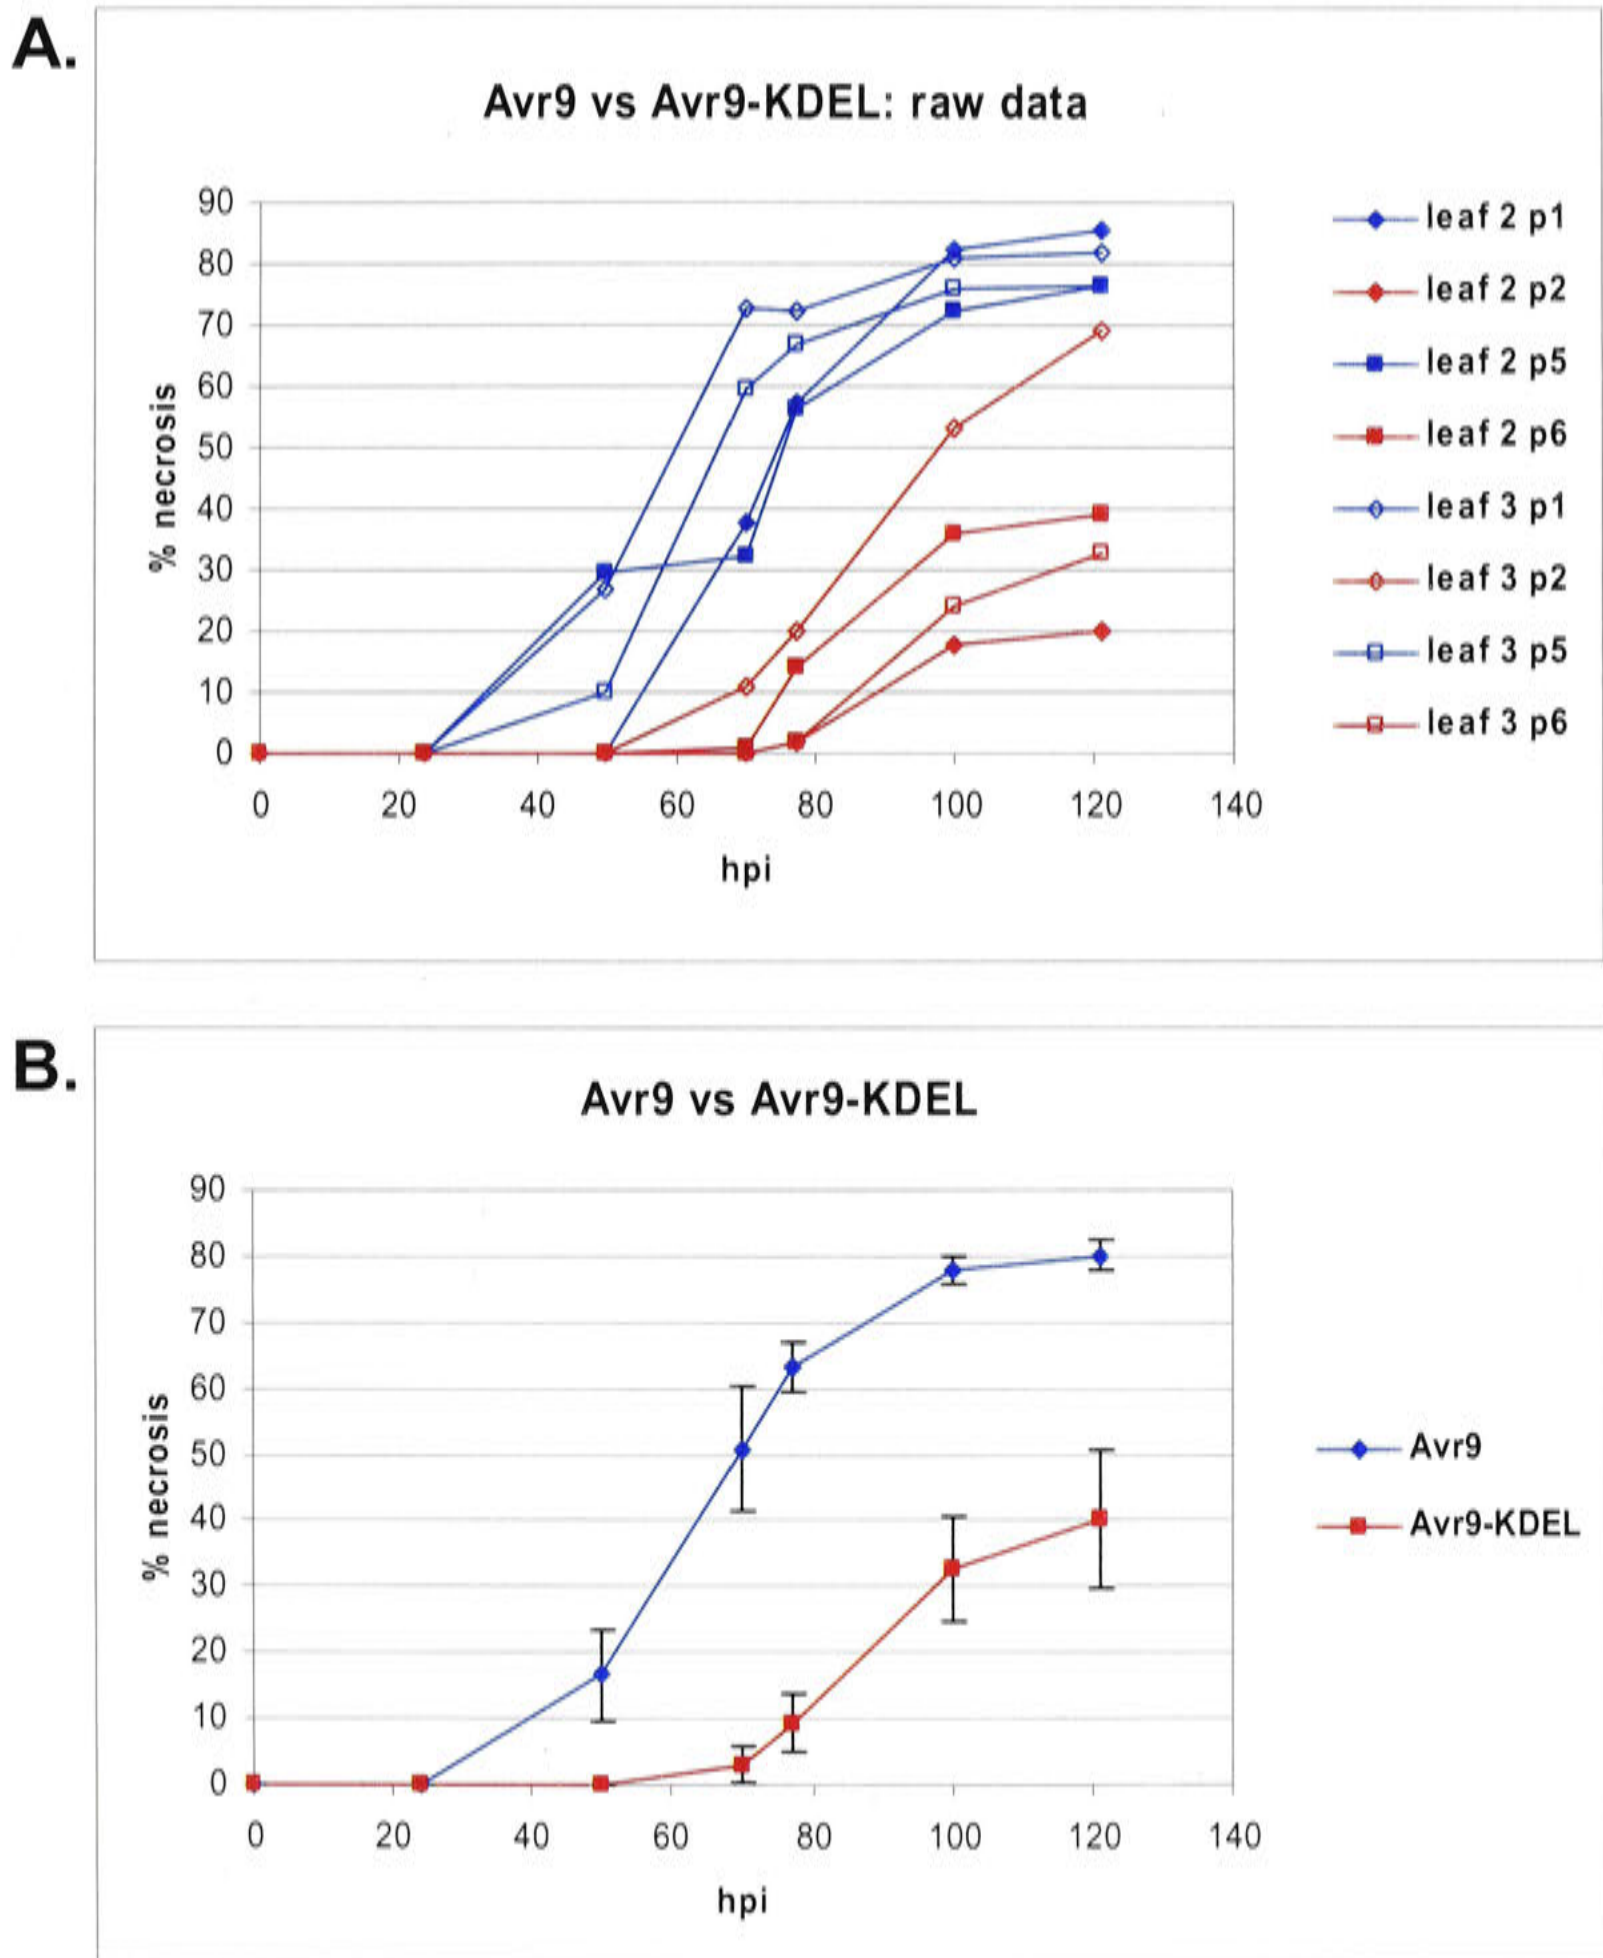 A.
Avr9 vs Avr9-KDEL: raw data
90
80
70
60
50
40
30
20
10
0
% necrosis
0 20 40 60 80 100 120 140
hpi
leaf 2 p1
leaf 2 p2
leaf 2 p5
leaf 2 p6
leaf 3 p1
leaf 3 p2
leaf 3 p5
leaf 3 p6
B.
Avr9 vs Avr9-KDEL
90
80
70
60
50
40
30
20
10
0
% necrosis
0 20 40 60 80 100 120 140
hpi
Avr9
Avr9-KDEL